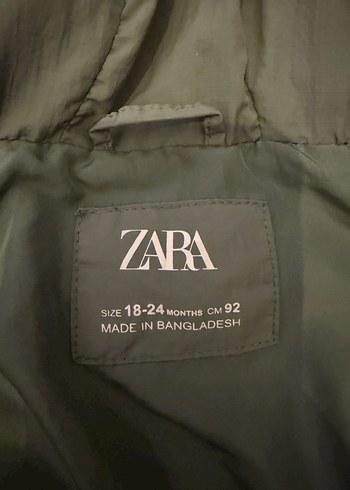 ZARA
SIZE 18-24 MONTHS CM 92
MADE IN BANGLADESH